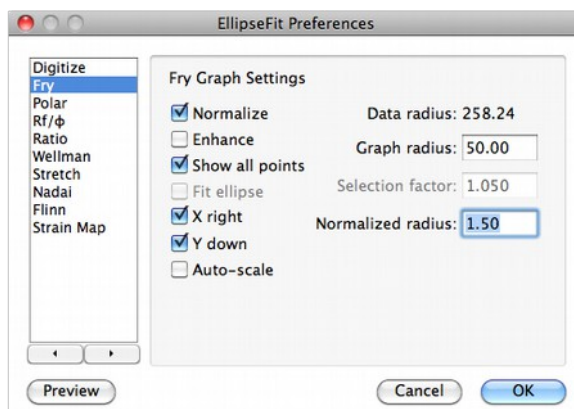 EllipseFit Preferences
Digitize
Fry
Polar
Rf/ϕ
Ratio
Wellman
Stretch
Nadai
Flinn
Strain Map
Fry Graph Settings
Normalize
Enhance
Show all points
Fit ellipse
X right
Y down
Auto-scale
Data radius: 258.24
Graph radius: 50.00
Selection factor: 1.050
Normalized radius: 1.50
Preview
Cancel
OK